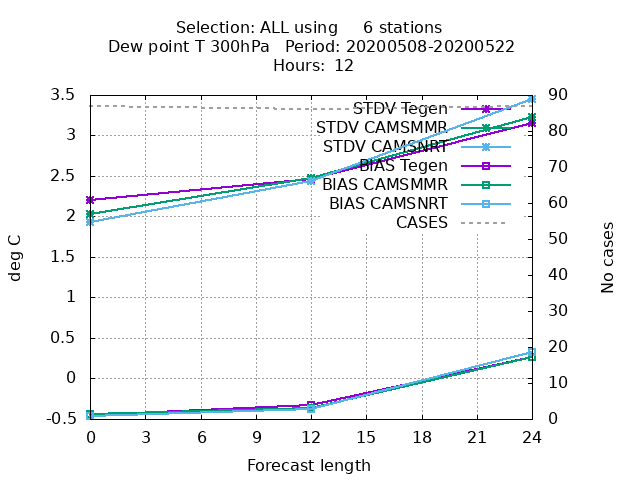 Selection: ALL using     6 stations
Dew point T 300hPa   Period: 20200508-20200522
Hours: 12
3.5
3
2.5
2
1.5
1
0.5
0
-0.5
deg C
90
80
70
60
50
40
30
20
10
0
No cases
STDV Tegen
STDV CAMSMMR
STDV CAMSNRT
BIAS Tegen
BIAS CAMSMMR
BIAS CAMSNRT
CASES
0 3 6 9 12 15 18 21 24
Forecast length